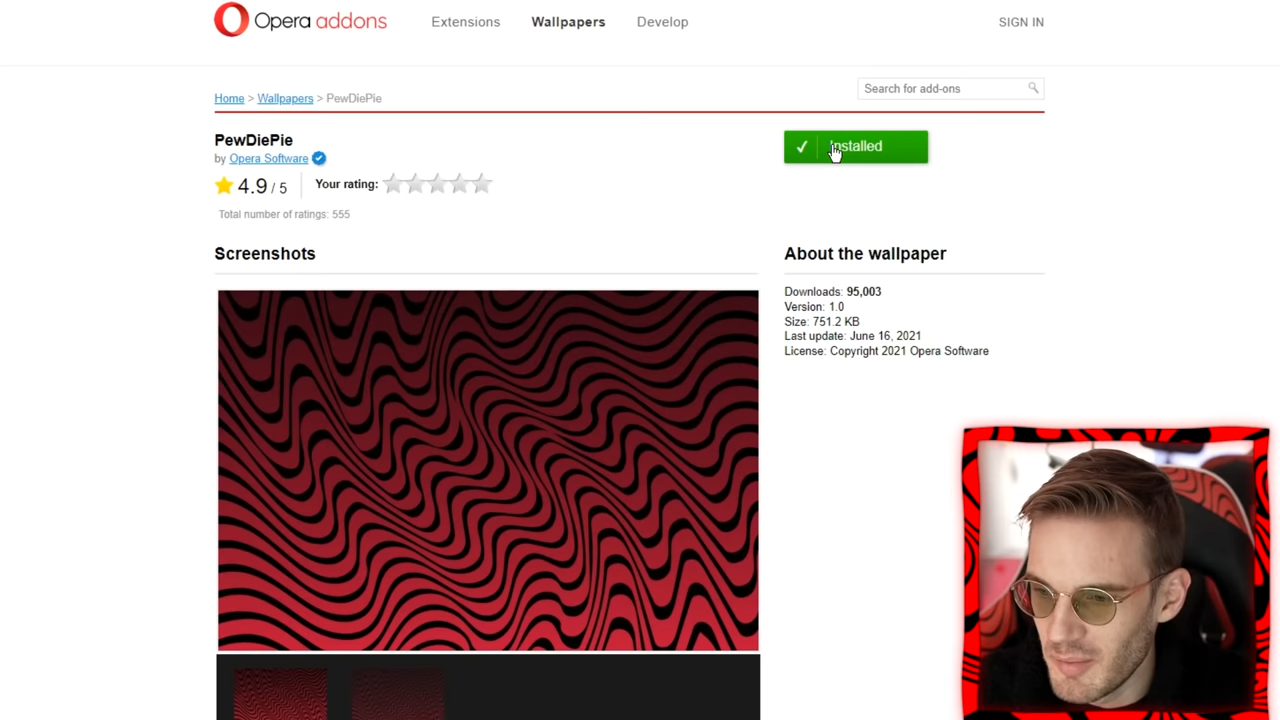 Opera addons
Extensions
Wallpapers
Develop
SIGN IN
Home > Wallpapers > PewDiePie
Search for add-ons
PewDiePie
by Opera Software
Installed
4.9 / 5
Your rating:
Total number of ratings: 555
Screenshots
About the wallpaper
Downloads: 95,003
Version: 1.0
Size: 751.2 KB
Last update: June 16, 2021
License: Copyright 2021 Opera Software